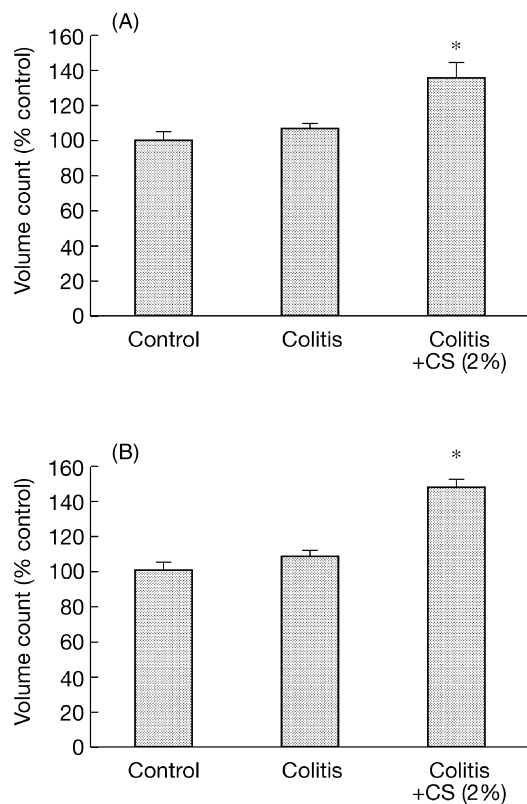 (A)
Volume count (% control)
160
140
120
100
80
60
40
20
0
*
Control
Colitis
Colitis
+CS (2%)
(B)
Volume count (% control)
160
140
120
100
80
60
40
20
0
*
Control
Colitis
Colitis
+CS (2%)